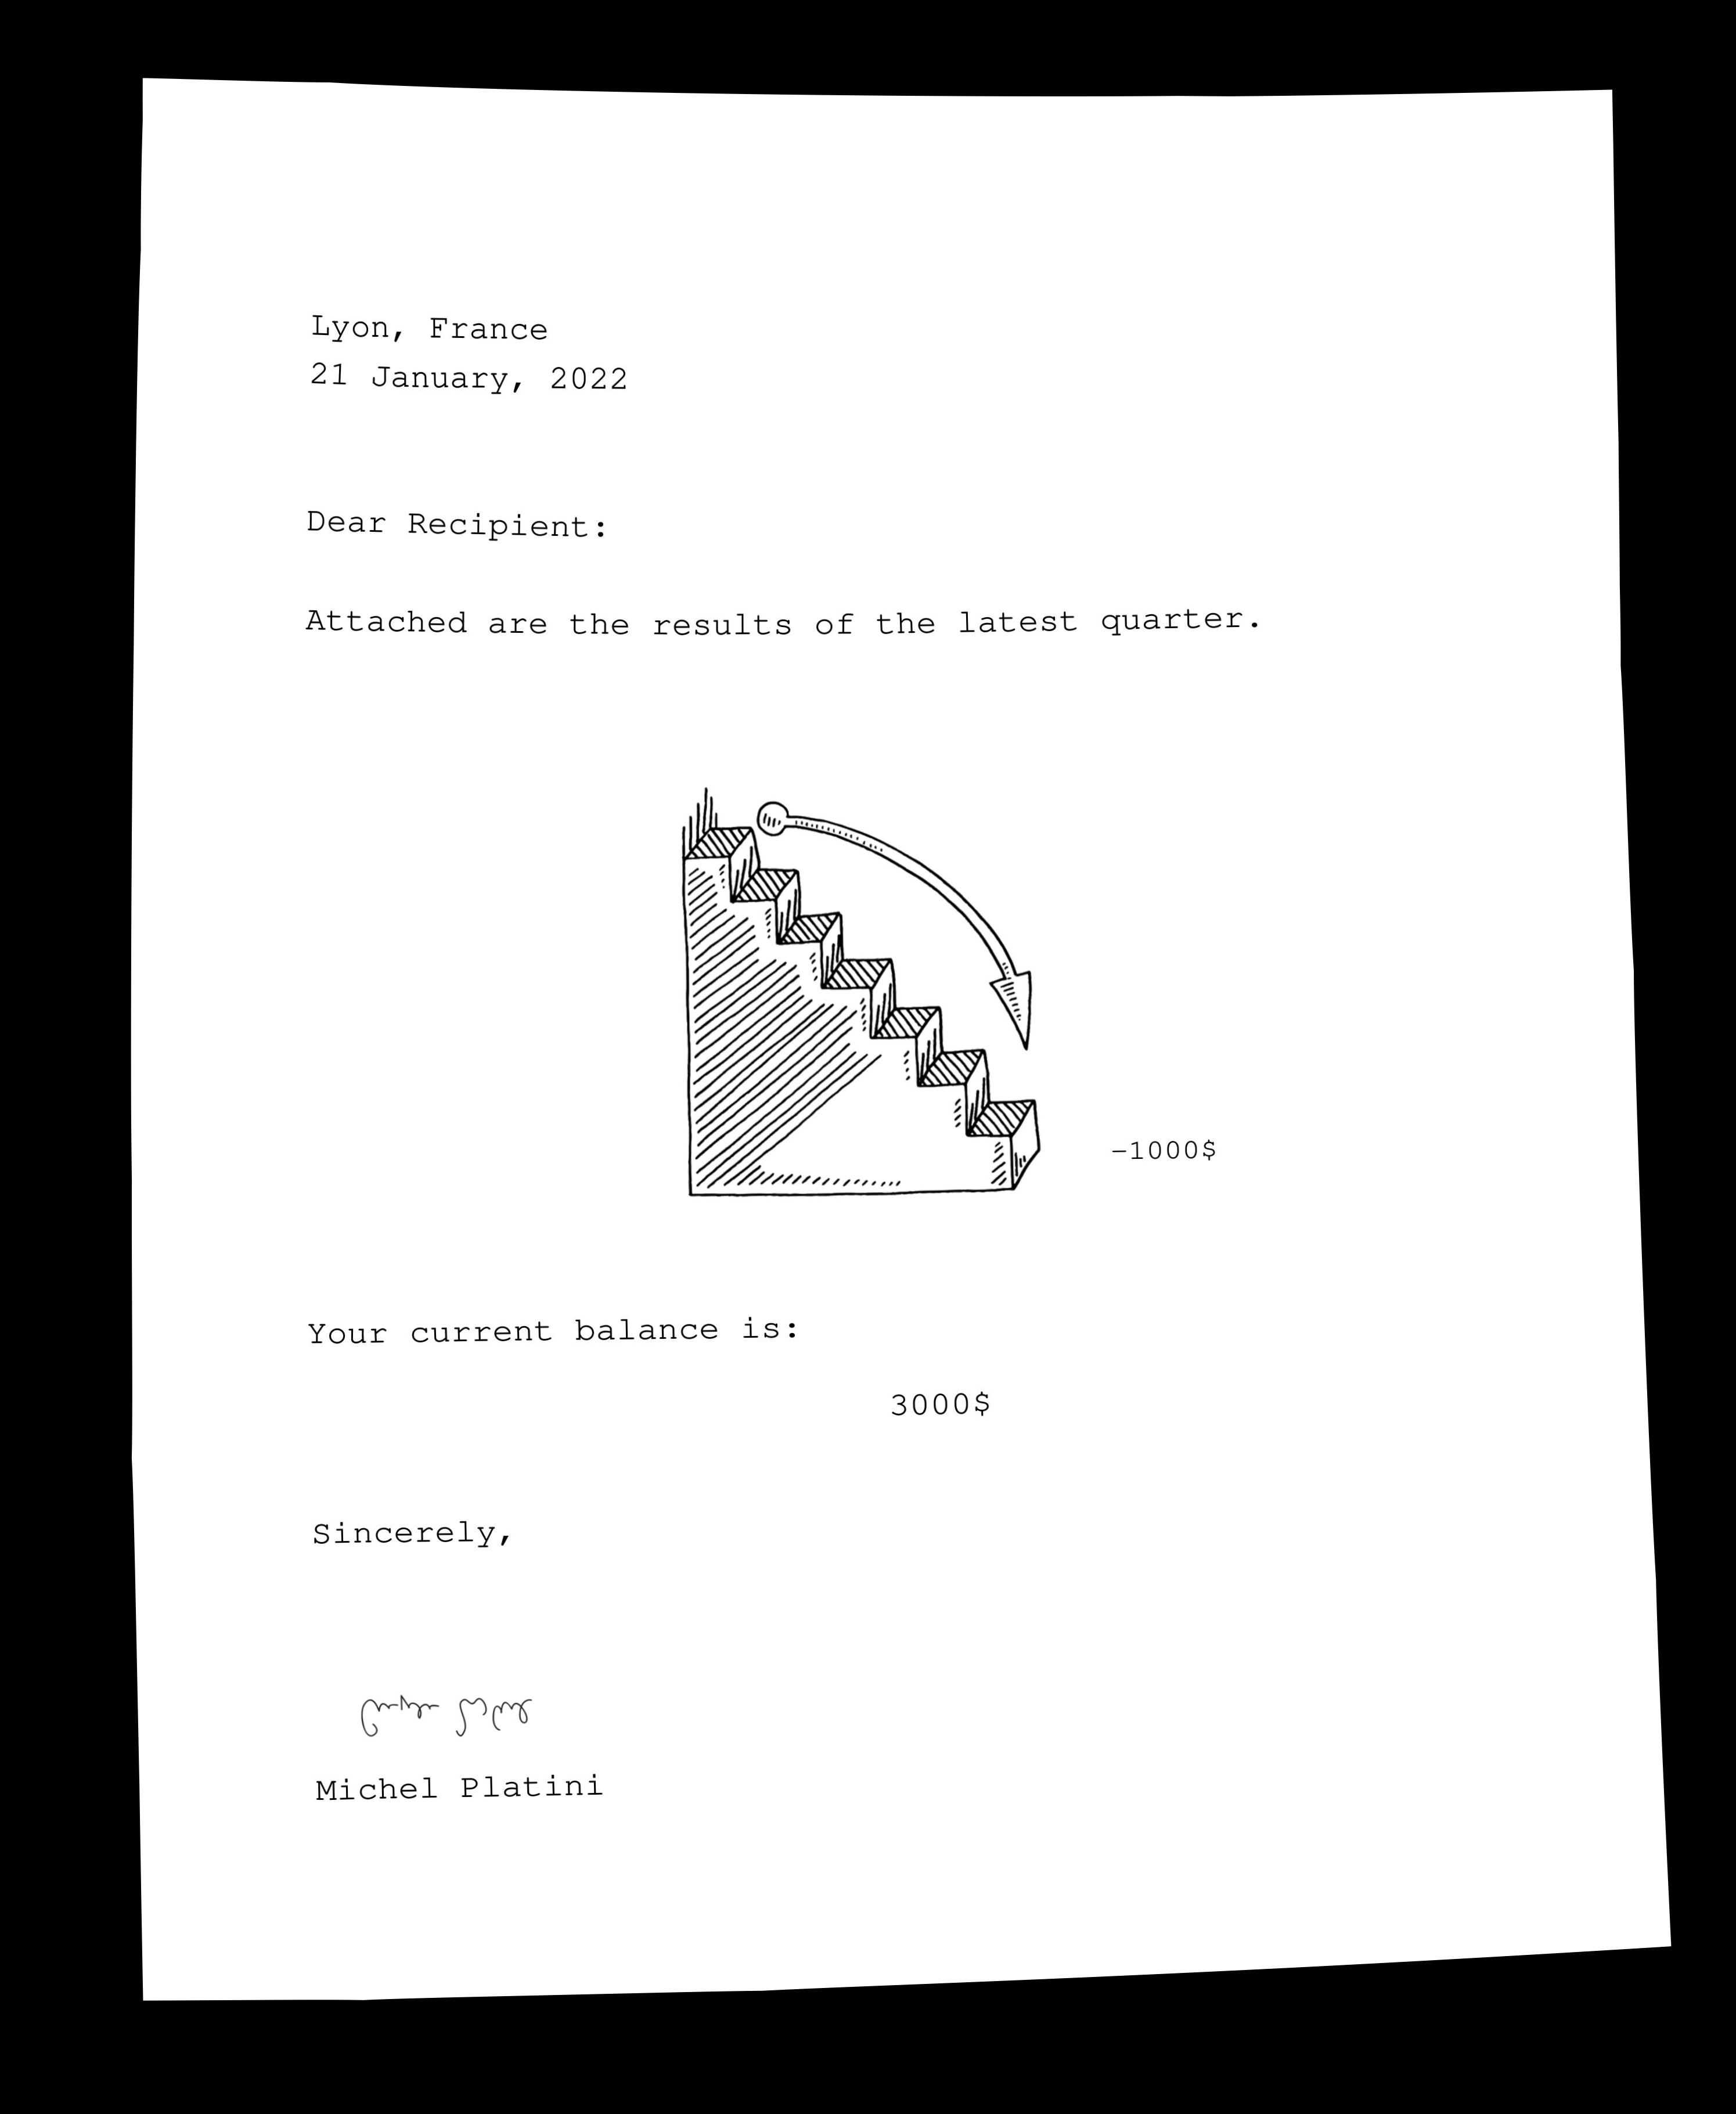 Lyon, France
21 January, 2022
Dear Recipient:
Attached are the results of the latest quarter.
-1000$
Your current balance is:
3000$
Sincerely,
Michel Platini